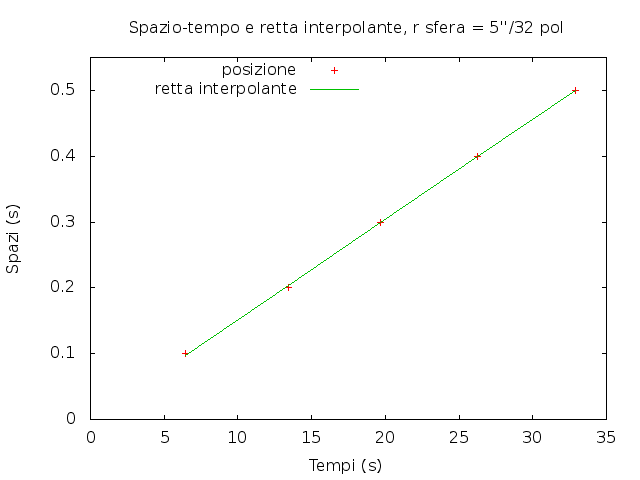 Spazio-tempo e retta interpolante, r sfera = 5''/32 pol
posizione
retta interpolante
0.5
0.4
0.3
0.2
0.1
0
Spazi (s)
0 5 10 15 20 25 30 35
Tempi (s)